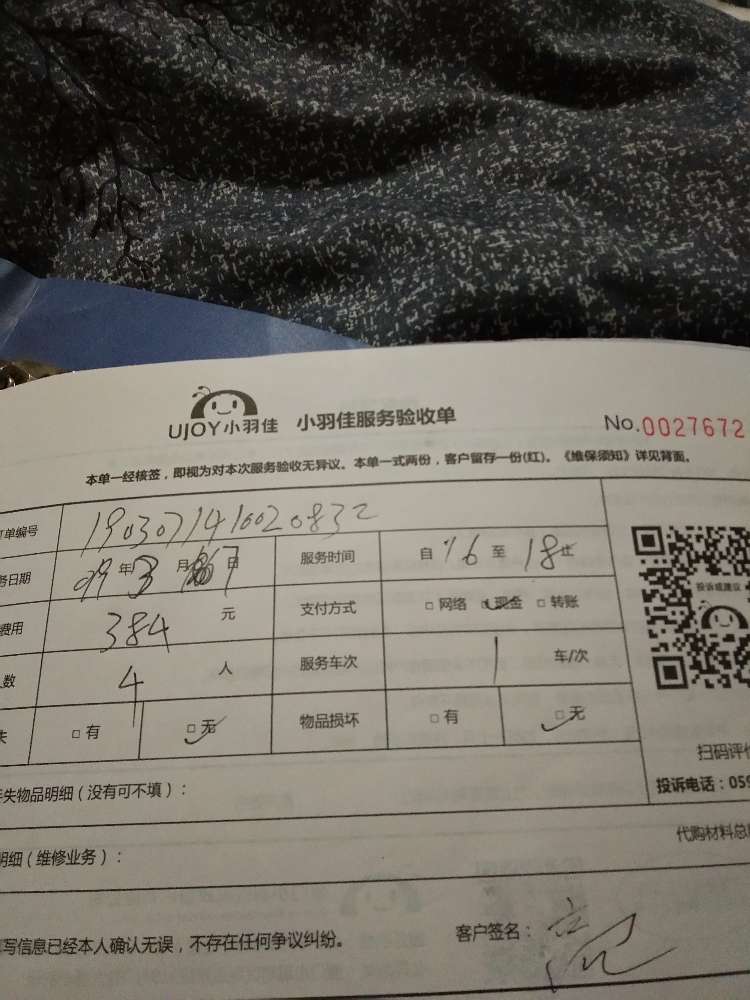 UJOY小羽佳 小羽佳服务验收单 No.0027672
本单一经核签，即视为对本次服务验收无异议。本单一式两份，客户留存一份(红)。《维保须知》详见背面。
单编号 1903071410020832
务日期 年 3 月 7 日 服务时间 自 16 至 18 止
费用 384 元 支付方式 □ 网络 □ 现金 □ 转账
人数 4 人 服务车次 1 车/次
失 □ 有 □ 无 物品损坏 □ 有 □ 无
投诉或建议
扫码评价
投诉电话：059
失物品明细（没有可不填）：
代购材料总
明细（维修业务）：
写信息已经本人确认无误，不存在任何争议纠纷。 客户签名：